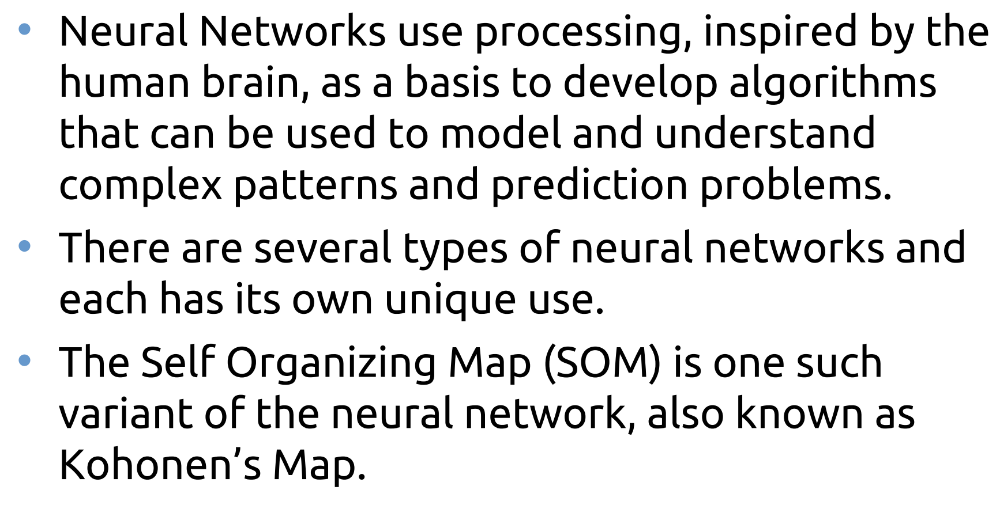 • Neural Networks use processing, inspired by the
human brain, as a basis to develop algorithms
that can be used to model and understand
complex patterns and prediction problems.
• There are several types of neural networks and
each has its own unique use.
• The Self Organizing Map (SOM) is one such
variant of the neural network, also known as
Kohonen’s Map.